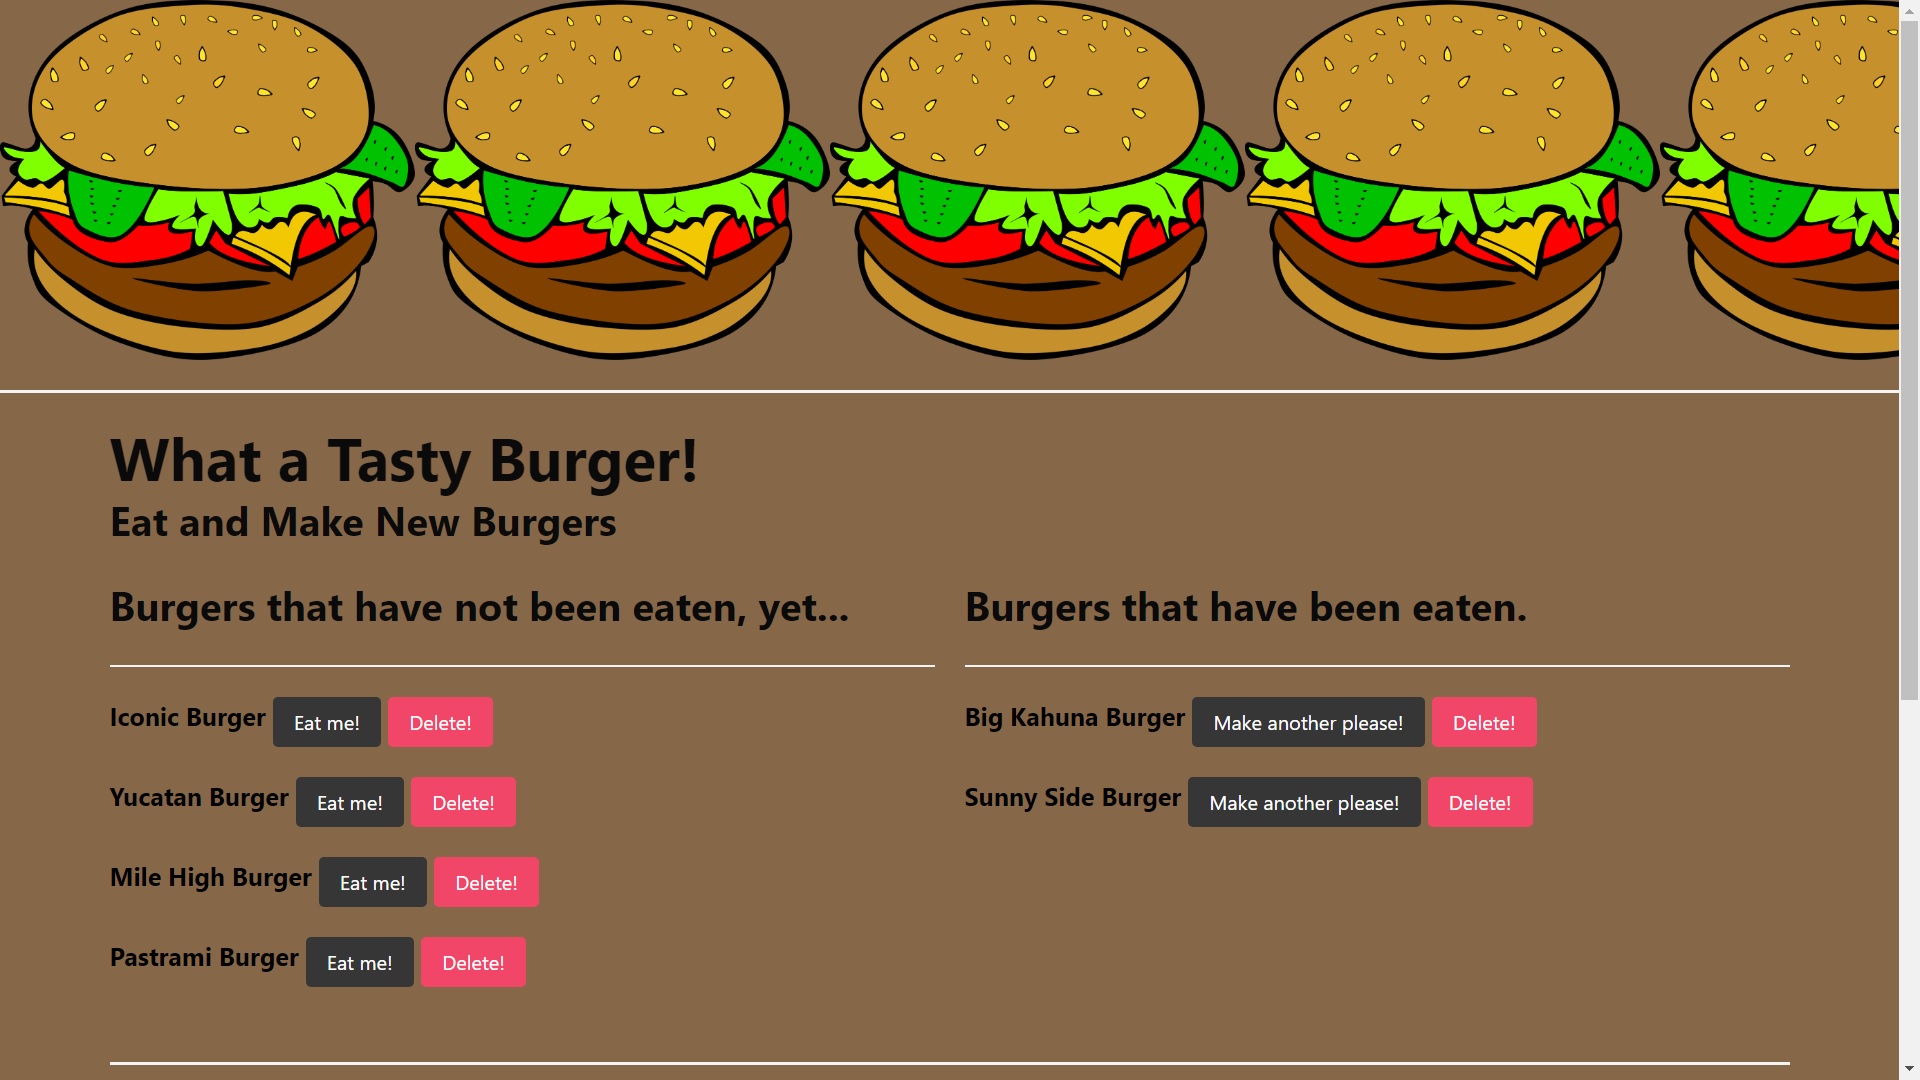 What a Tasty Burger!
Eat and Make New Burgers
Burgers that have not been eaten, yet...
Iconic Burger Eat me! Delete!
Yucatan Burger Eat me! Delete!
Mile High Burger Eat me! Delete!
Pastrami Burger Eat me! Delete!
Burgers that have been eaten.
Big Kahuna Burger Make another please! Delete!
Sunny Side Burger Make another please! Delete!